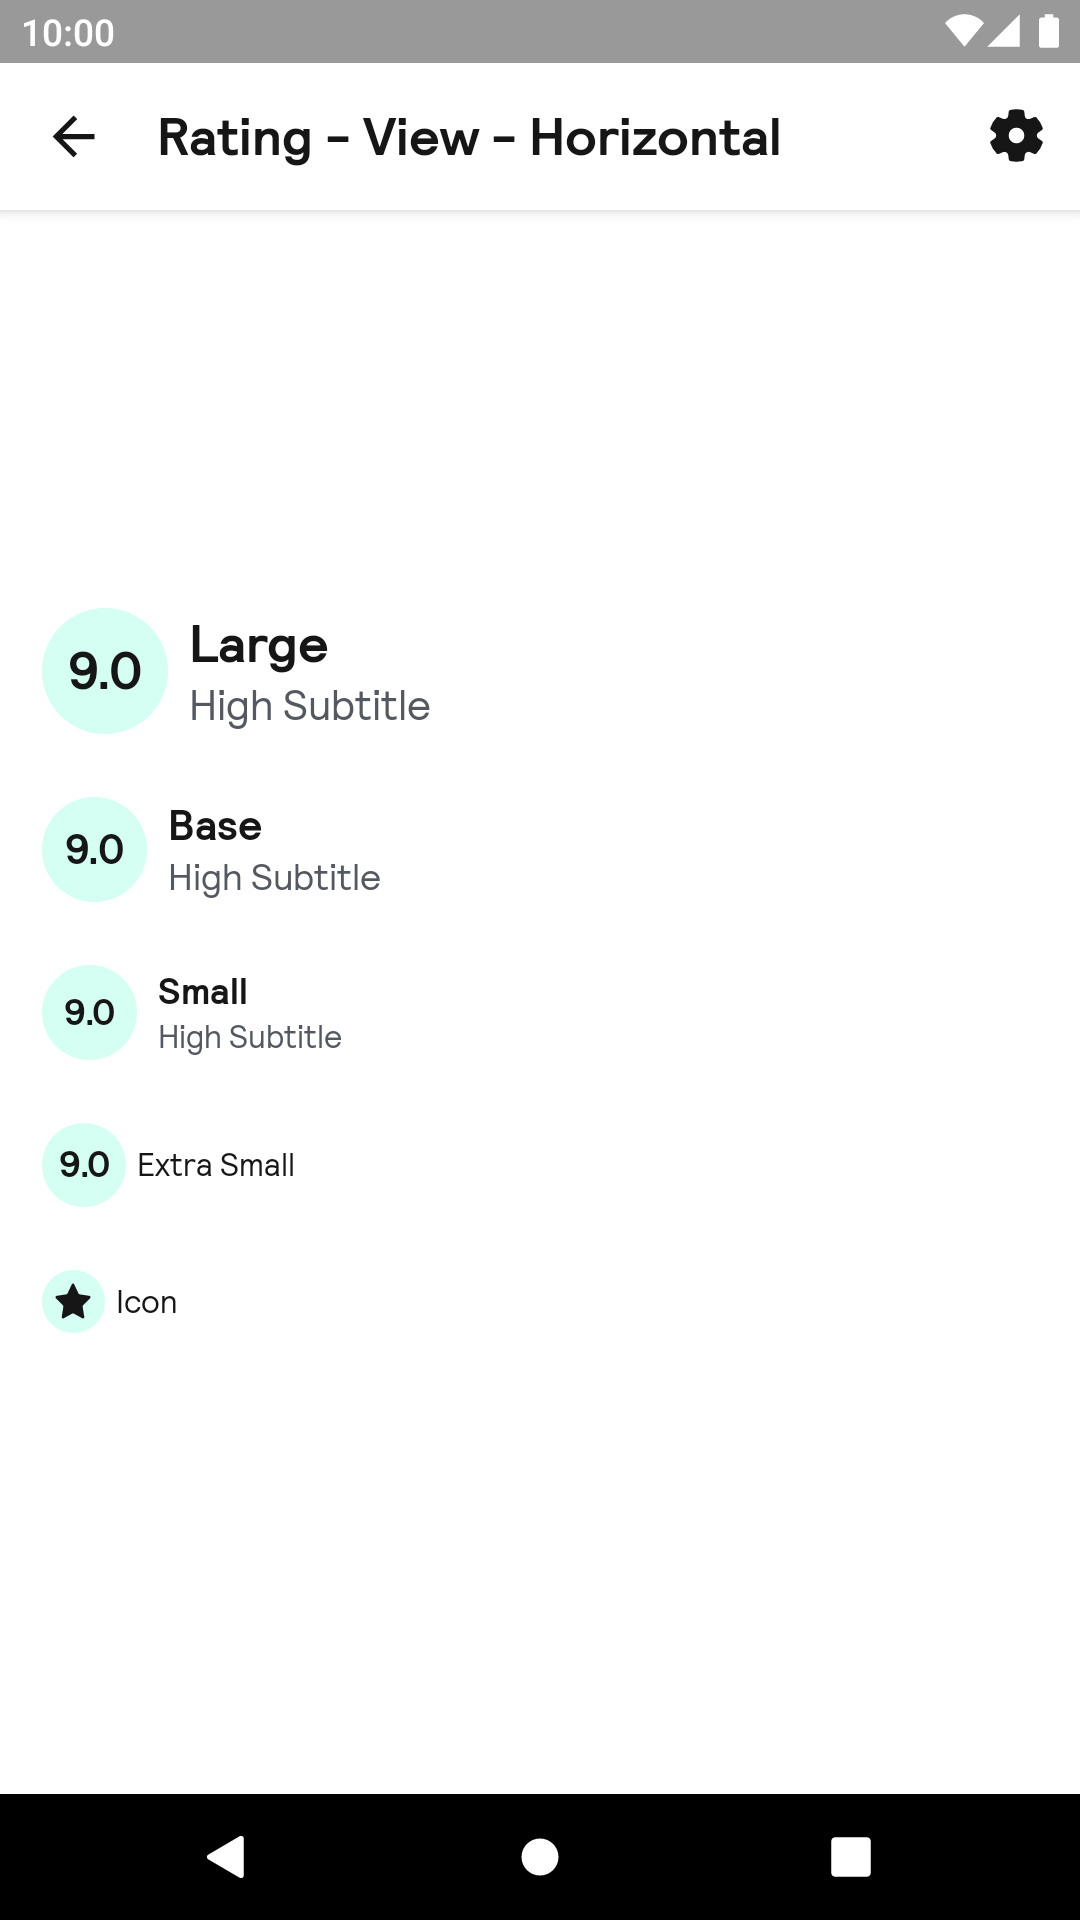 10:00
Rating - View - Horizontal
9.0
Large
High Subtitle
9.0
Base
High Subtitle
9.0
Small
High Subtitle
9.0 Extra Small
Icon